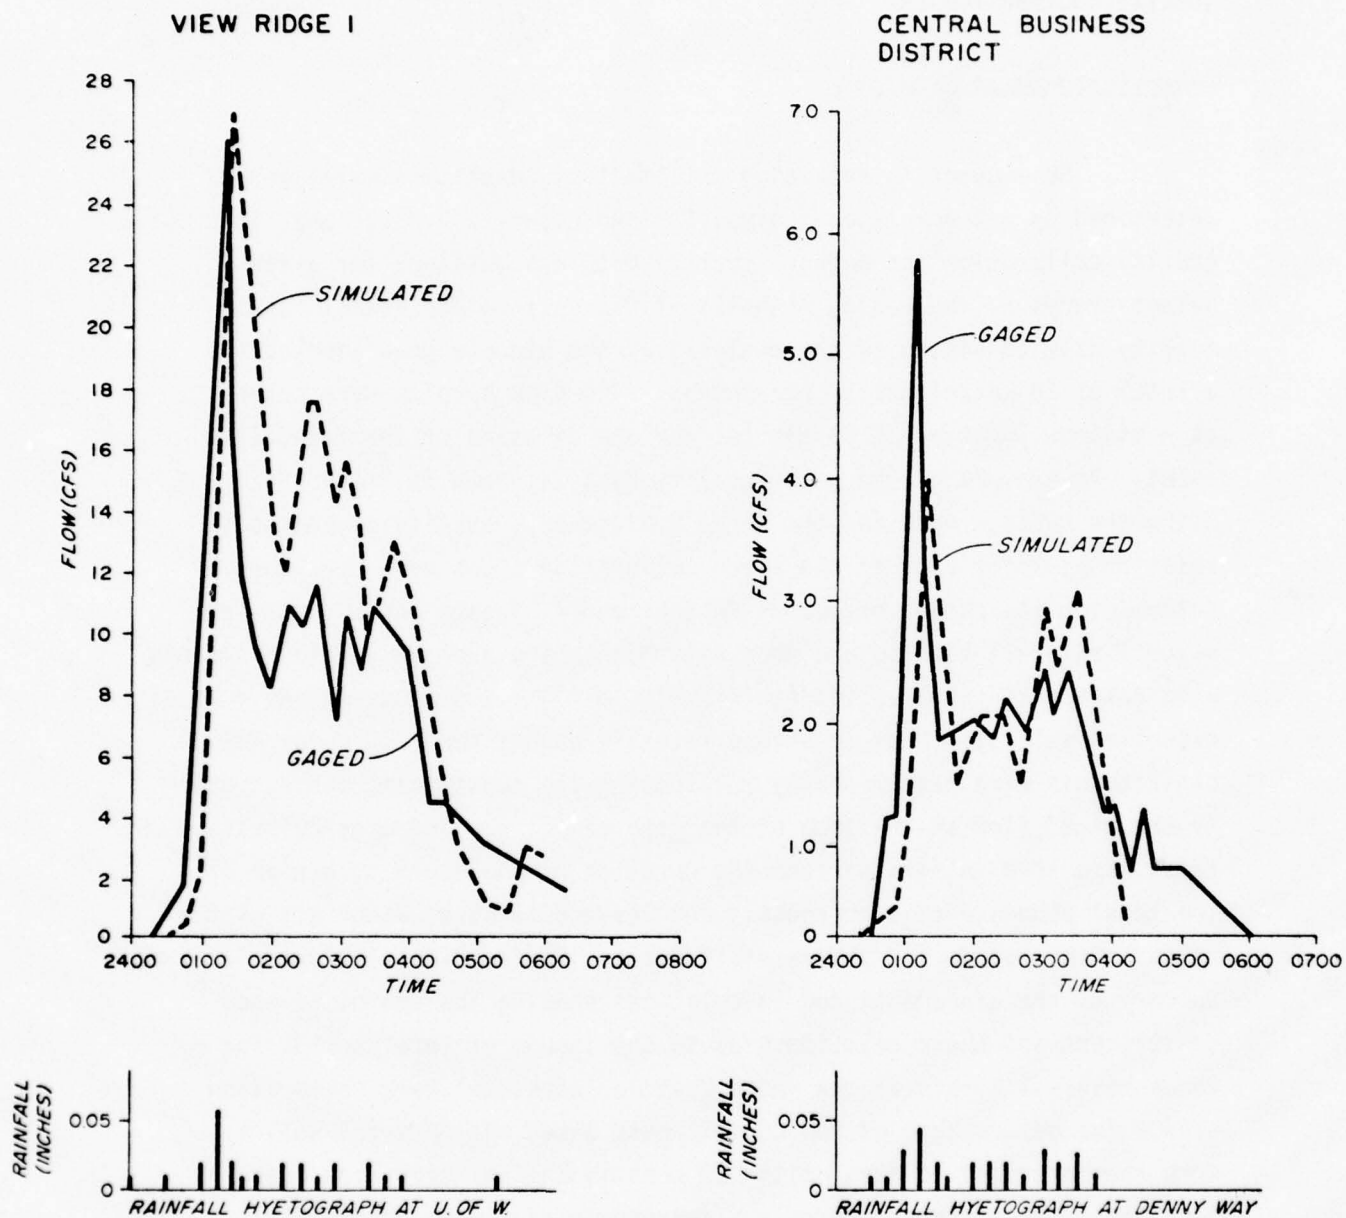 VIEW RIDGE I
28
26
24
22
20
18
16
14
12
10
8
6
4
2
0
FLOW (CFS)
SIMULATED
GAGED
2400 0100 0200 0300 0400 0500 0600 0700 0800
TIME
RAINFALL
(INCHES)
0.05
0
RAINFALL HYETOGRAPH AT U. OF W.
CENTRAL BUSINESS
DISTRICT
7.0
6.0
5.0
4.0
3.0
2.0
1.0
0
FLOW (CFS)
GAGED
SIMULATED
2400 0100 0200 0300 0400 0500 0600 0700
TIME
RAINFALL
(INCHES)
0.05
0
RAINFALL HYETOGRAPH AT DENNY WAY